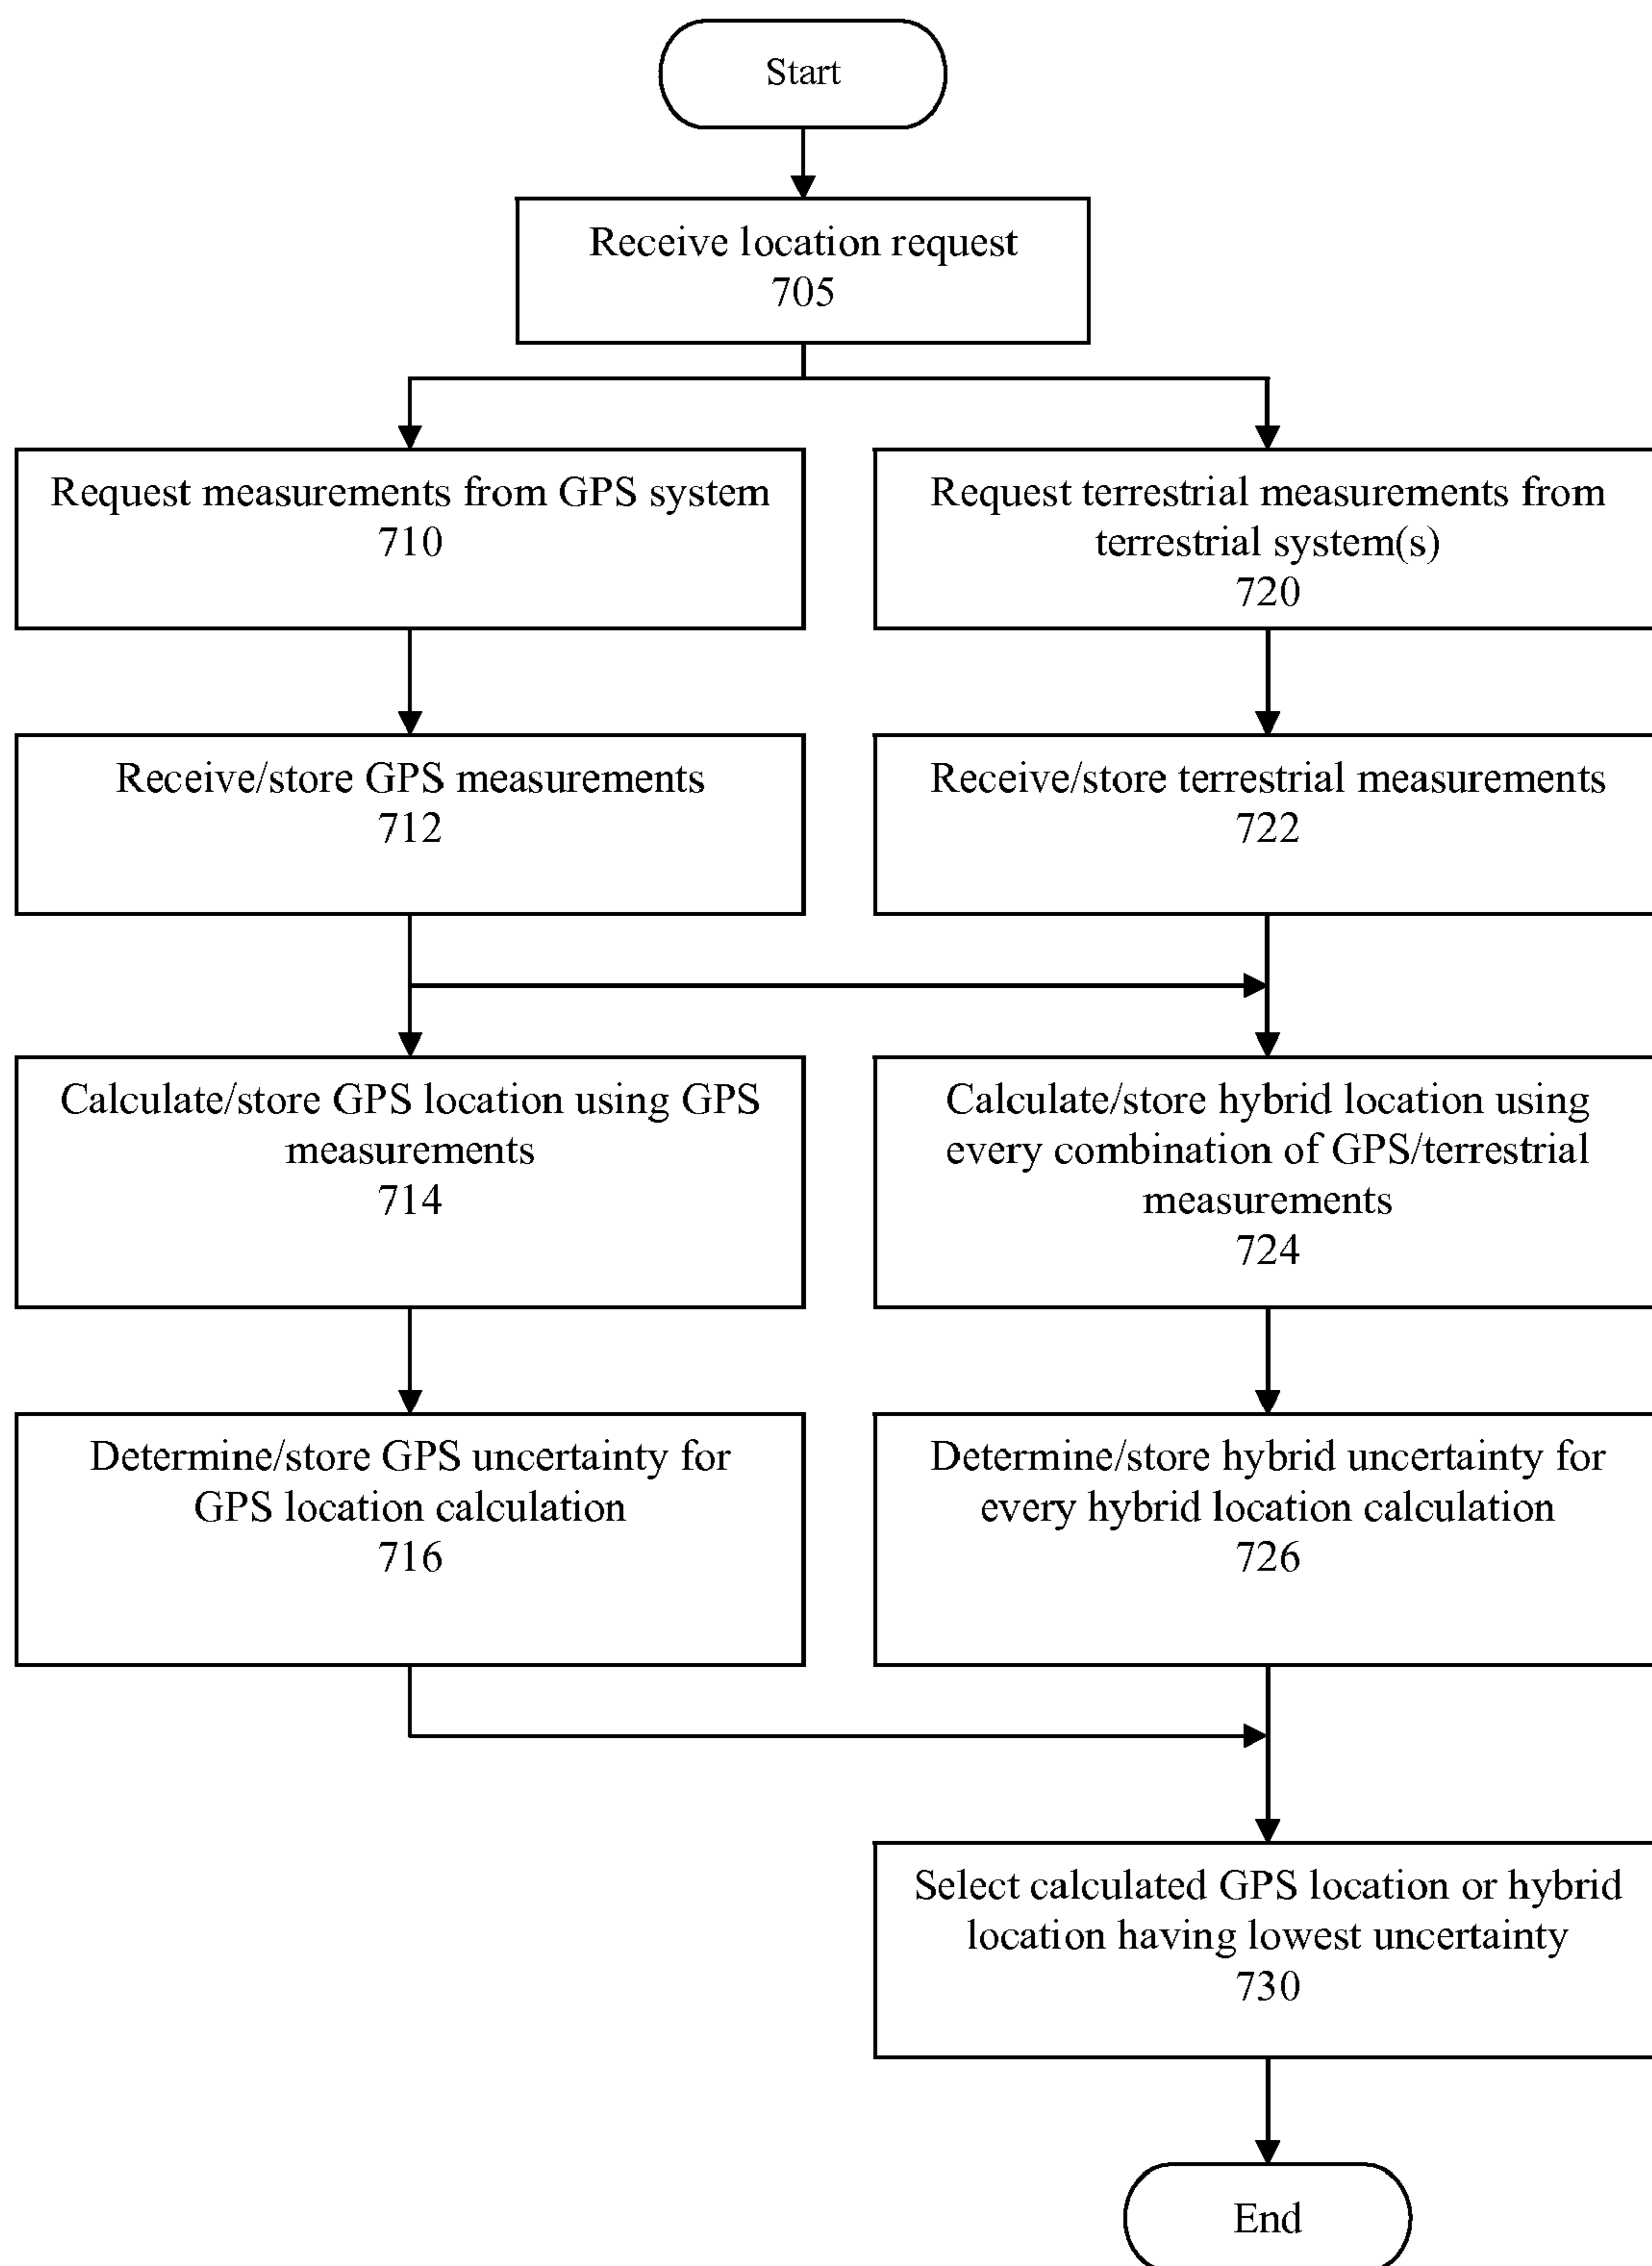 Start
Receive location request
705
Request measurements from GPS system
710
Request terrestrial measurements from
terrestrial system(s)
720
Receive/store GPS measurements
712
Receive/store terrestrial measurements
722
Calculate/store GPS location using GPS
measurements
714
Calculate/store hybrid location using
every combination of GPS/terrestrial
measurements
724
Determine/store GPS uncertainty for
GPS location calculation
716
Determine/store hybrid uncertainty for
every hybrid location calculation
726
Select calculated GPS location or hybrid
location having lowest uncertainty
730
End